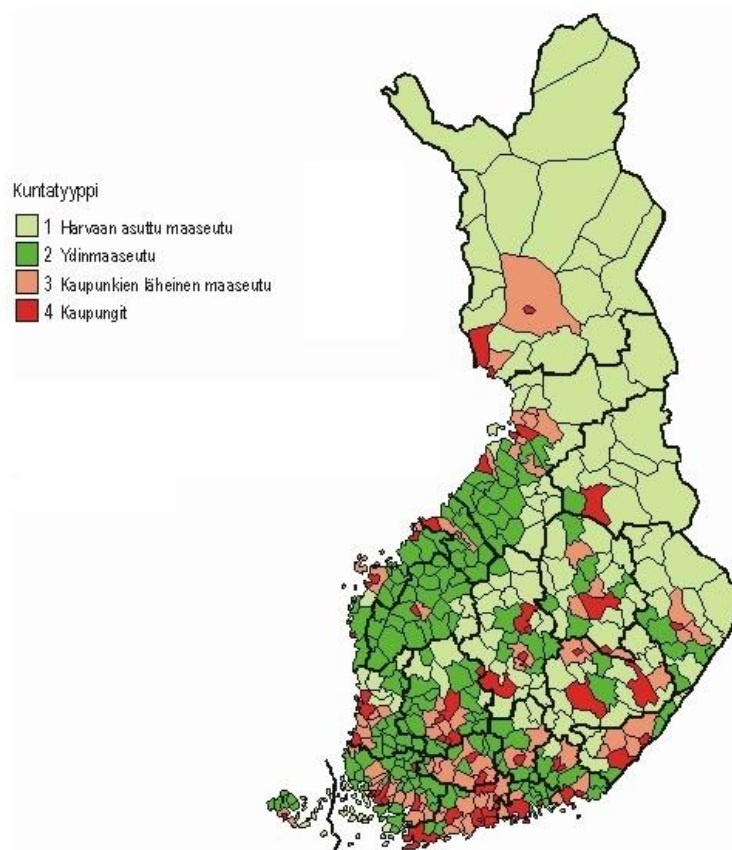 Kuntatyyppi
1 Harvaan asuttu maaseutu
2 Ydinmaaseutu
3 Kaupunkien läheinen maaseutu
4 Kaupungit